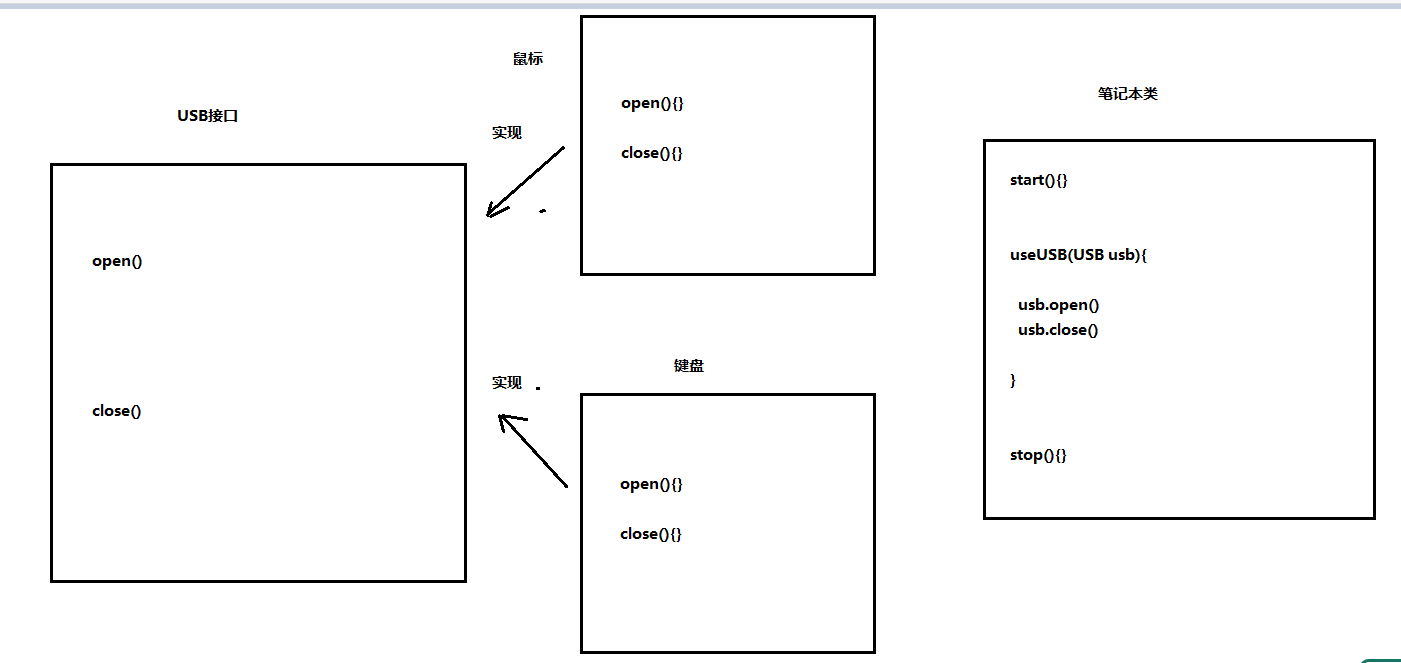 USB接口
open()
close()
鼠标
实现
open(){}
close(){}
实现
键盘
open(){}
close(){}
笔记本类
start(){}
useUSB(USB usb){
usb.open()
usb.close()
}
stop(){}